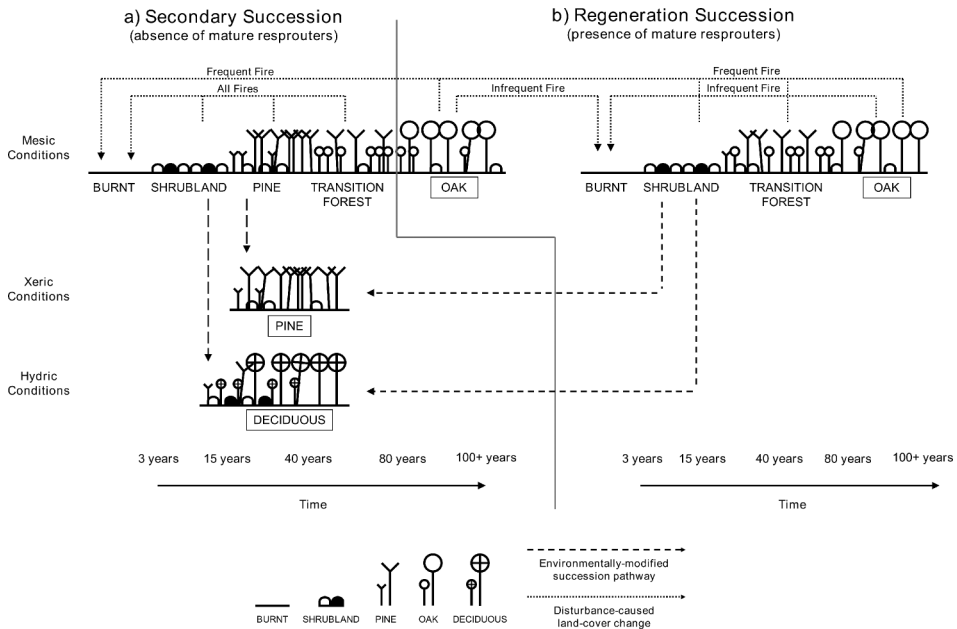 a) Secondary Succession
(absence of mature resprouters)
b) Regeneration Succession
(presence of mature resprouters)
Frequent Fire
All Fires
Infrequent Fire
Frequent Fire
Infrequent Fire
Mesic
Conditions
BURNT
SHRUBLAND
PINE
TRANSITION
FOREST
OAK
BURNT
SHRUBLAND
TRANSITION
FOREST
OAK
Xeric
Conditions
PINE
Hydric
Conditions
DECIDUOUS
3 years
15 years
40 years
80 years
100+ years
Time
3 years
15 years
40 years
80 years
100+ years
Time
BURNT
SHRUBLAND
PINE
OAK
DECIDUOUS
Environmentally-modified
succession pathway
Disturbance-caused
land-cover change